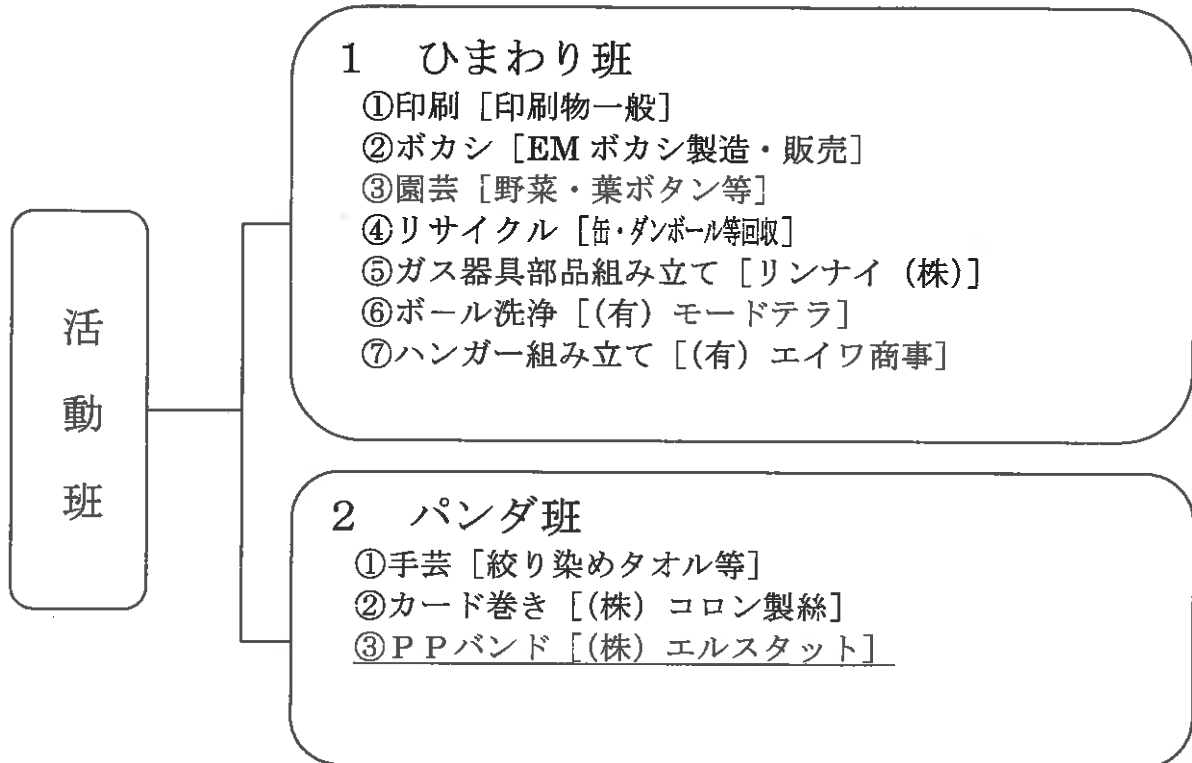 活動班
1 ひまわり班
①印刷［印刷物一般］
②ボカシ［EMボカシ製造・販売］
③園芸［野菜・葉ボタン等］
④リサイクル［缶・ダンボール等回収］
⑤ガス器具部品組み立て［リンナイ（株）］
⑥ボール洗浄［（有）モードテラ］
⑦ハンガー組み立て［（有）エイワ商事］
2 パンダ班
①手芸［絞り染めタオル等］
②カード巻き［（株）コロン製絲］
③ＰＰバンド［（株）エルスタット］